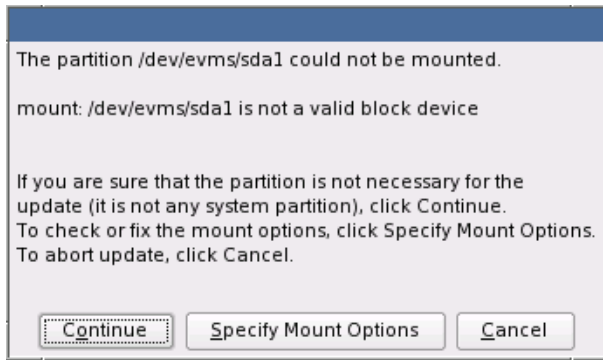 The partition /dev/evms/sda1 could not be mounted.
mount: /dev/evms/sda1 is not a valid block device
If you are sure that the partition is not necessary for the
update (it is not any system partition), click Continue.
To check or fix the mount options, click Specify Mount Options.
To abort update, click Cancel.
Continue Specify Mount Options Cancel